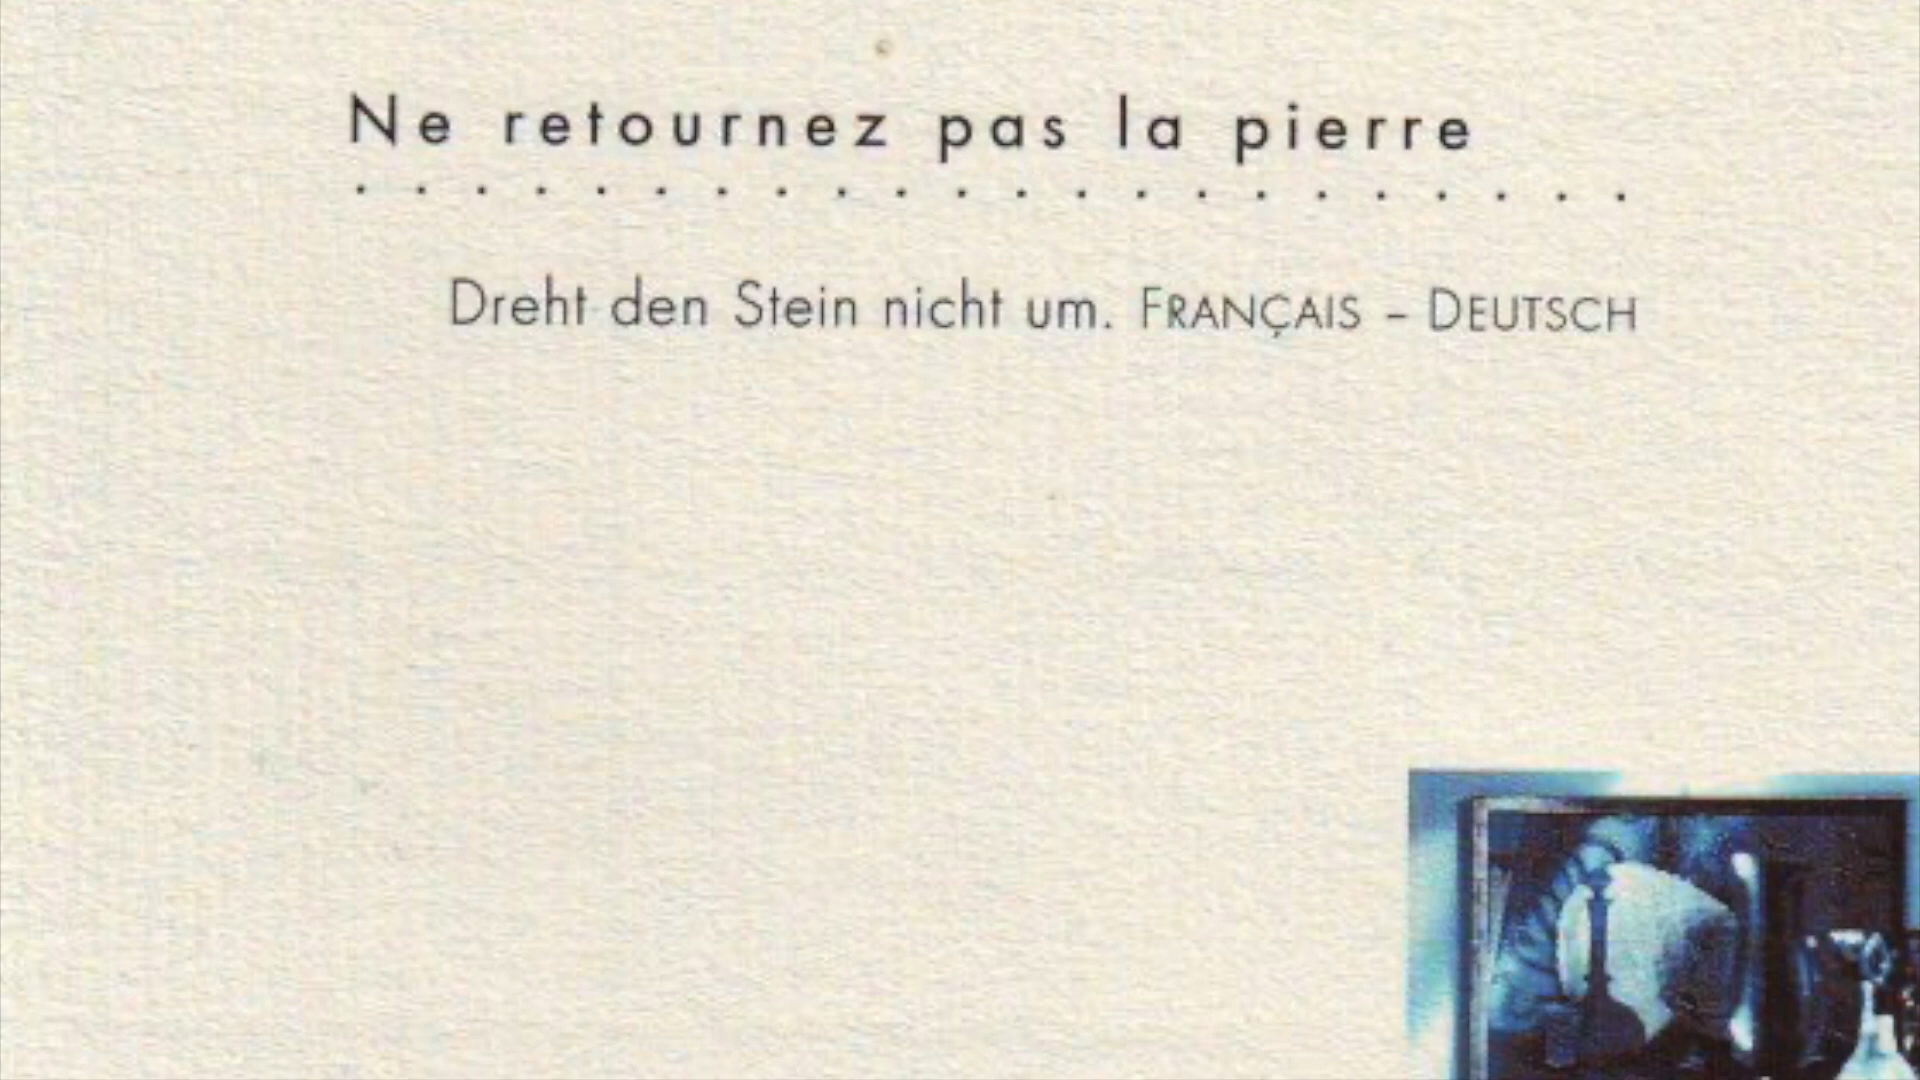 Ne retournez pas la pierre
Dreht den Stein nicht um. FRANÇAIS – DEUTSCH